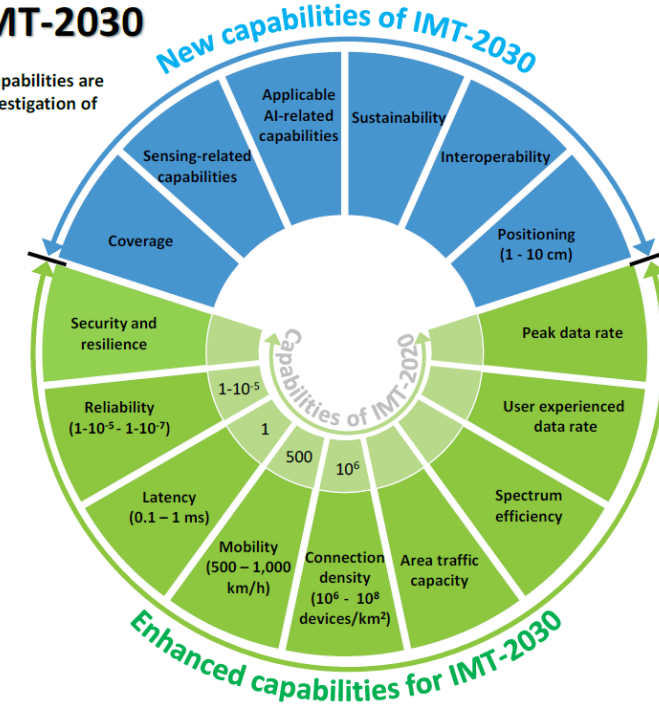 MT-2030
New capabilities of IMT-2030
apabilities are
estigation of
Applicable
AI-related
capabilities
Sustainability
Sensing-related
capabilities
Interoperability
Coverage
Positioning
(1 - 10 cm)
Security and
resilience
Capabilities of IMT-2020
Peak data rate
1-10⁻⁵
Reliability
(1-10⁻⁵ - 1-10⁻⁷)
User experienced
data rate
1
500
10⁶
Latency
(0.1 – 1 ms)
Spectrum
efficiency
Mobility
(500 – 1,000
km/h)
Connection
density
(10⁶ - 10⁸
devices/km²)
Area traffic
capacity
Enhanced capabilities for IMT-2030